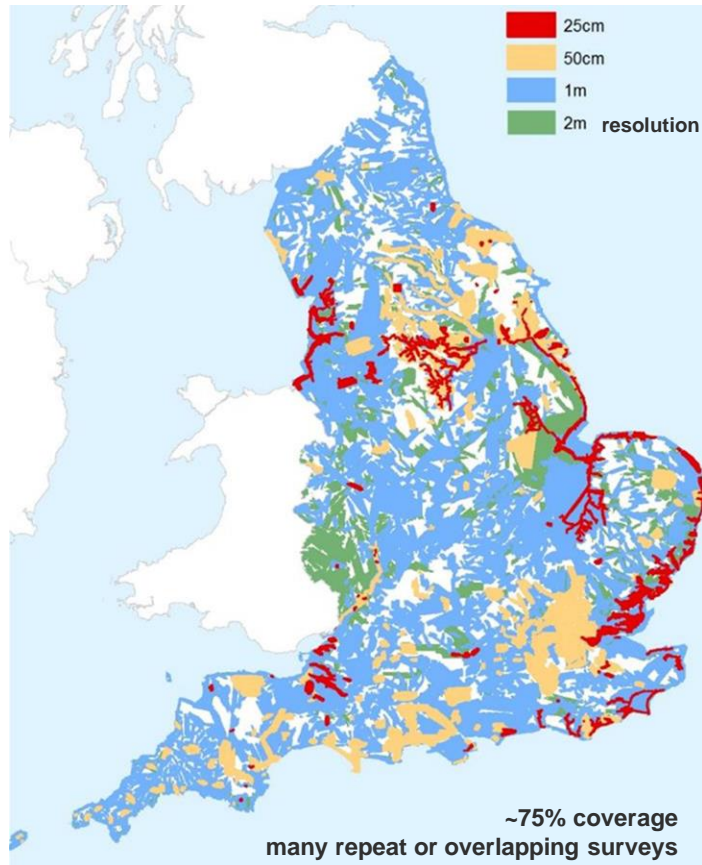 25cm
50cm
1m
2m resolution
~75% coverage
many repeat or overlapping surveys